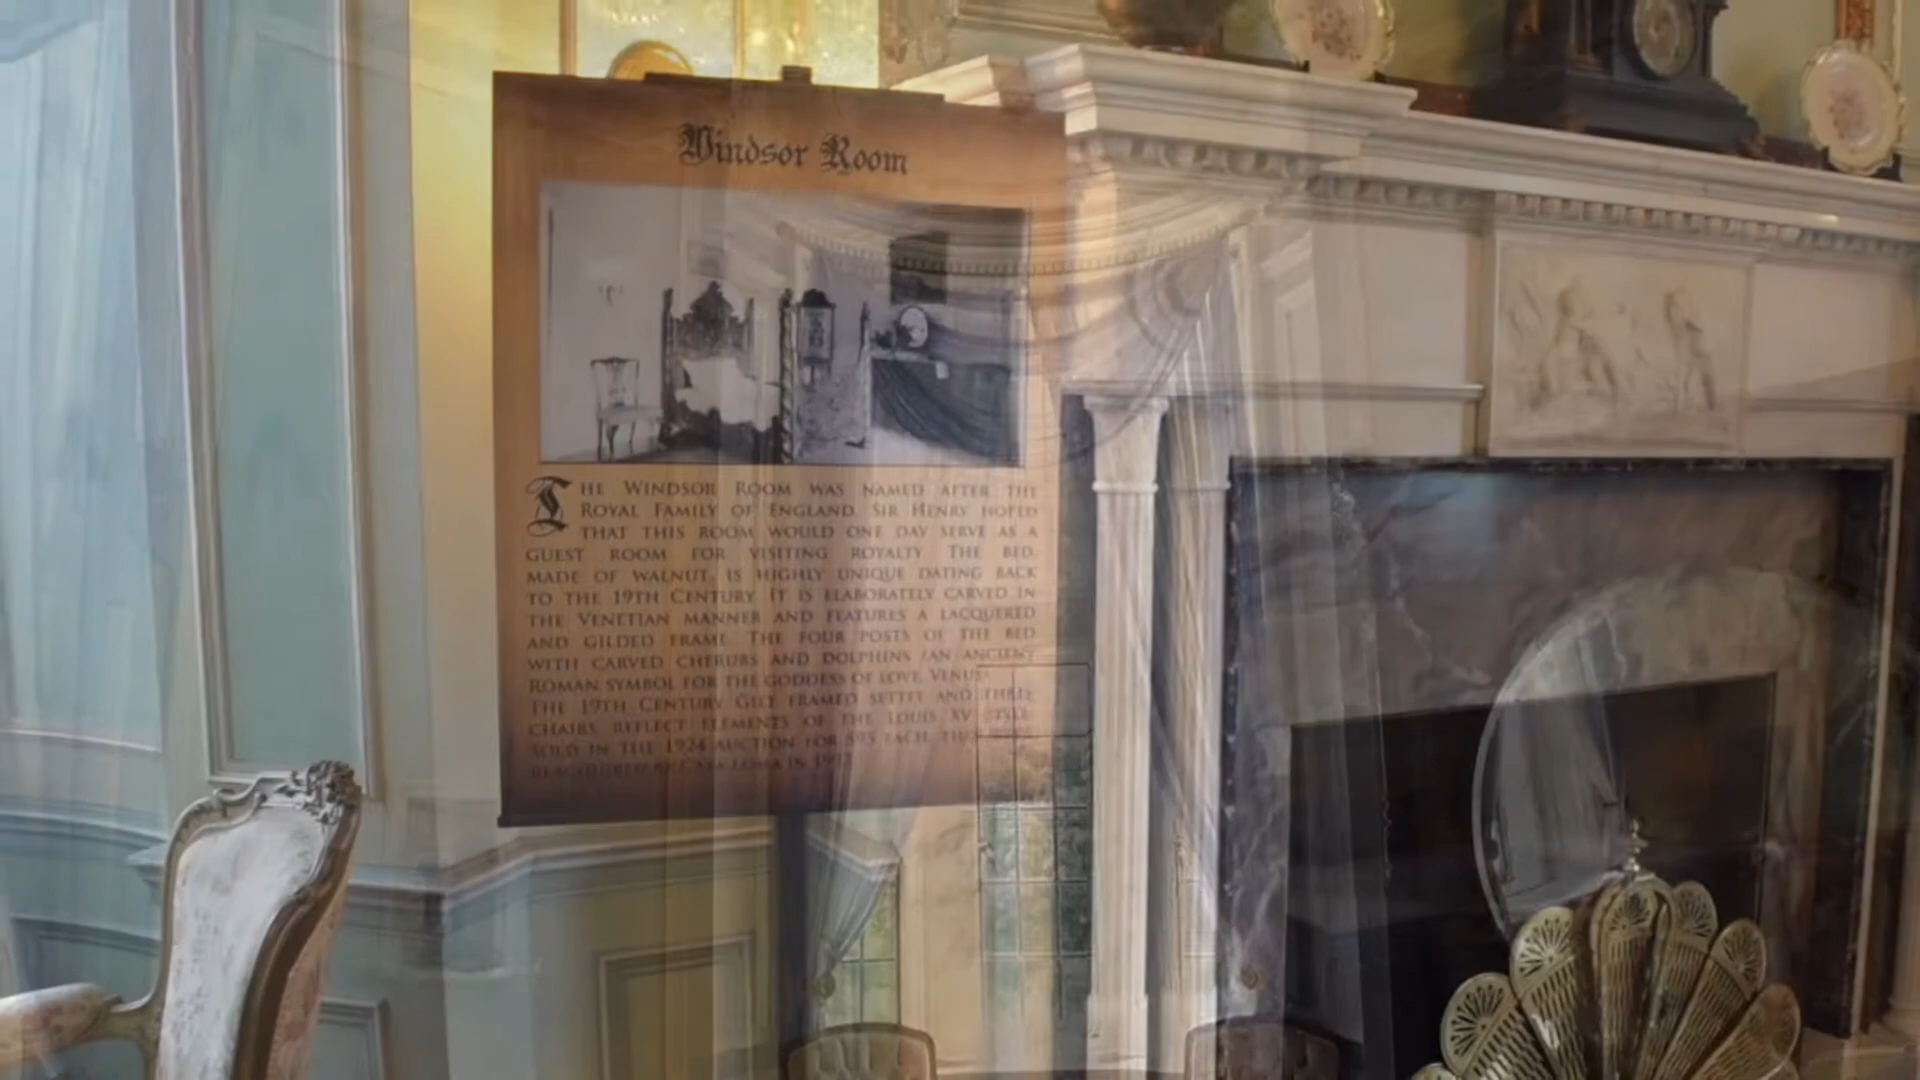 Windsor Room
THE WINDSOR ROOM WAS NAMED AFTER THE
ROYAL FAMILY OF ENGLAND. SIR HENRY HOPED
THAT THIS ROOM WOULD ONE DAY SERVE AS A
GUEST ROOM FOR VISITING ROYALTY. THE BED,
MADE OF WALNUT, IS HIGHLY UNIQUE DATING BACK
TO THE 19TH CENTURY. IT IS ELABORATELY CARVED IN
THE VENETIAN MANNER AND FEATURES A LACQUERED
AND GILDED FRAME. THE FOUR POSTS OF THE BED
WITH CARVED CHERUBS AND DOLPHINS (AN ANCIENT
ROMAN SYMBOL FOR THE GODDESS OF LOVE, VENUS
THE 19TH CENTURY GILT FRAMED SETTEE AND THREE
CHAIRS REFLECT ELEMENTS OF THE LOUIS XV STYLE
SOLD IN THE 1924 AUCTION FOR $95 EACH,
CASA LOMA IN